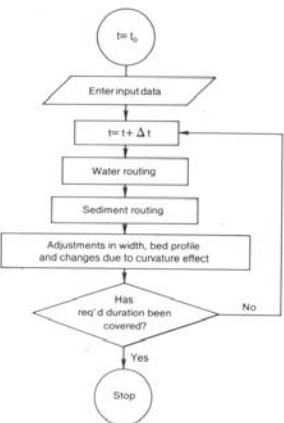 t= t₀
Enter input data
t= t + Δ t
Water routing
Sediment routing
Adjustments in width, bed profile
and changes due to curvature effect
Has
req'd duration been
covered?
No
Yes
Stop